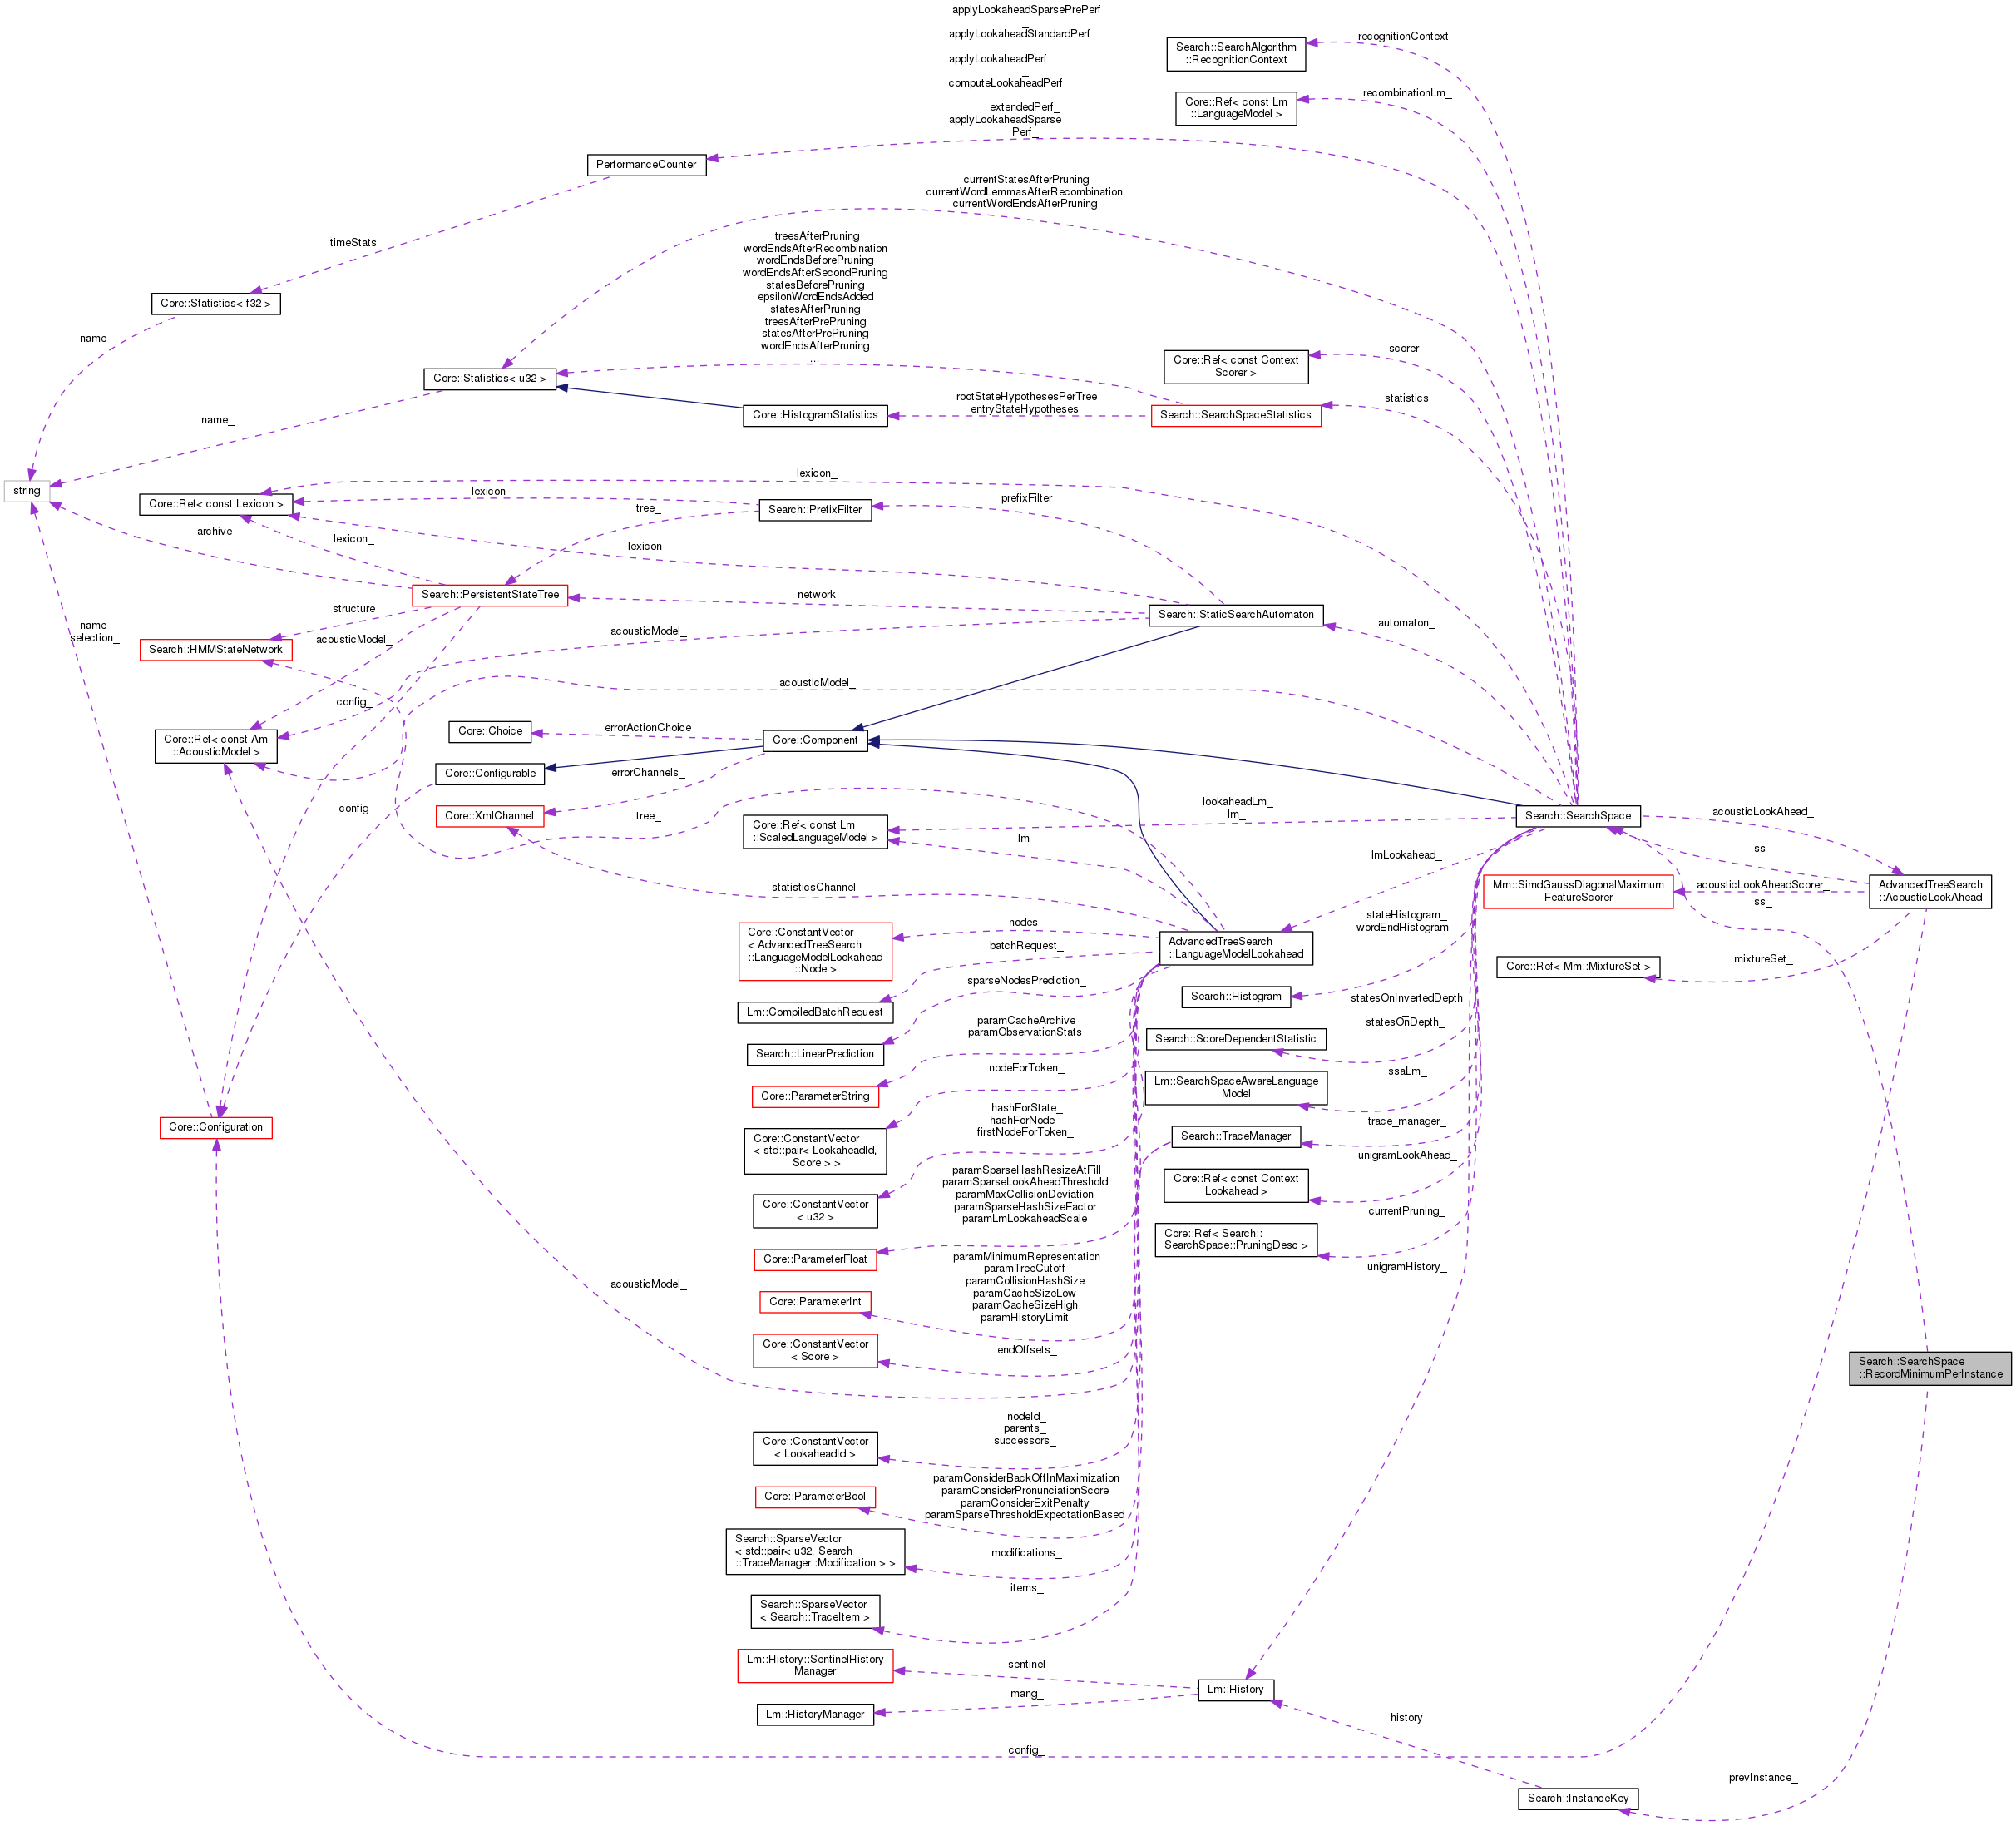 applyLookaheadSparsePrePerf
_
applyLookaheadStandardPerf
_
applyLookaheadPerf
_
computeLookaheadPerf
_
extendedPerf_
applyLookaheadSparse
Perf_
Search::SearchAlgorithm
::RecognitionContext
recognitionContext_
Core::Ref< const Lm
::LanguageModel >
recombinationLm_
PerformanceCounter
currentStatesAfterPruning
currentWordLemmasAfterRecombination
currentWordEndsAfterPruning
timeStats
treesAfterPruning
wordEndsAfterRecombination
wordEndsBeforePruning
wordEndsAfterSecondPruning
statesBeforePruning
epsilonWordEndsAdded
statesAfterPruning
treesAfterPrePruning
statesAfterPrePruning
wordEndsAfterPruning
...
Core::Statistics< f32 >
name_
Core::Statistics< u32 >
Core::Ref< const Context
Scorer >
scorer_
name_
Core::HistogramStatistics
rootStateHypothesesPerTree
entryStateHypotheses
Search::SearchSpaceStatistics
statistics
string
Core::Ref< const Lexicon >
lexicon_
lexicon_
Search::PrefixFilter
prefixFilter
archive_
lexicon_
tree_
lexicon_
Search::PersistentStateTree
network
Search::StaticSearchAutomaton
automaton_
structure
acousticModel_
acousticModel_
name_
selection_
Search::HMMStateNetwork
acousticModel_
config_
Core::Ref< const Am
::AcousticModel >
Core::Choice
errorActionChoice
Core::Component
Core::Configurable
errorChannels_
config
Core::XmlChannel
tree_
Core::Ref< const Lm
::ScaledLanguageModel >
lookaheadLm_
lm_
lm_
Search::SearchSpace
acousticLookAhead_
lmLookahead_
ss_
statisticsChannel_
Mm::SimdGaussDiagonalMaximum
FeatureScorer
acousticLookAheadScorer_
ss_
AdvancedTreeSearch
::AcousticLookAhead
Core::ConstantVector
< AdvancedTreeSearch
::LanguageModelLookahead
::Node >
nodes_
batchRequest_
AdvancedTreeSearch
::LanguageModelLookahead
stateHistogram_
wordEndHistogram_
Core::Ref< Mm::MixtureSet >
mixtureSet_
sparseNodesPrediction_
Lm::CompiledBatchRequest
Search::Histogram
paramCacheArchive
paramObservationStats
statesOnInvertedDepth
_
statesOnDepth_
Search::LinearPrediction
Search::ScoreDependentStatistic
nodeForToken_
Core::ParameterString
Lm::SearchSpaceAwareLanguage
Model
ssaLm_
hashForState_
hashForNode_
firstNodeForToken_
Core::Configuration
Core::ConstantVector
< std::pair< LookaheadId,
Score > >
Search::TraceManager
trace_manager_
paramSparseHashResizeAtFill
paramSparseLookAheadThreshold
paramMaxCollisionDeviation
paramSparseHashSizeFactor
paramLmLookaheadScale
Core::Ref< const Context
Lookahead >
unigramLookAhead_
Core::ConstantVector
< u32 >
Core::Ref< Search::
SearchSpace::PruningDesc >
currentPruning_
Core::ParameterFloat
paramMinimumRepresentation
paramTreeCutoff
paramCollisionHashSize
paramCacheSizeLow
paramCacheSizeHigh
paramHistoryLimit
unigramHistory_
acousticModel_
Core::ParameterInt
Core::ConstantVector
< Score >
endOffsets_
Search::SearchSpace
::RecordMinimumPerInstance
nodeId_
parents_
successors_
Core::ConstantVector
< LookaheadId >
paramConsiderBackOffInMaximization
paramConsiderPronunciationScore
paramConsiderExitPenalty
paramSparseThresholdExpectationBased
Core::ParameterBool
Search::SparseVector
< std::pair< u32, Search
::TraceManager::Modification > >
modifications_
items_
Search::SparseVector
< Search::TraceItem >
Lm::History::SentinelHistory
Manager
sentinel
Lm::History
mang_
Lm::HistoryManager
history
config_
prevInstance_
Search::InstanceKey